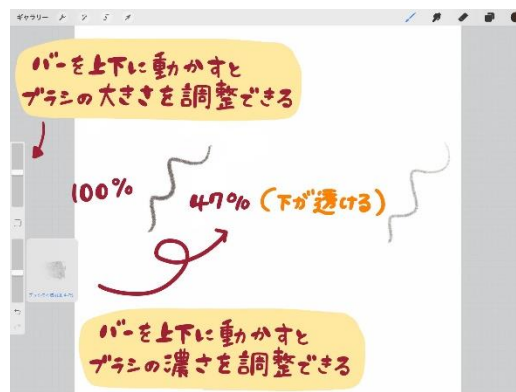 ギャラリー
バーを上下に動かすと
ブラシの大きさを調整できる
100%
47%（下が透ける）
バーを上下に動かすと
ブラシの濃さを調整できる